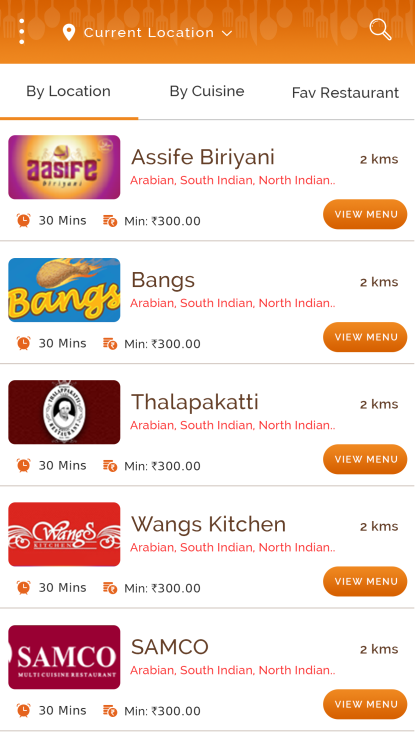 Current Location
By Location
By Cuisine
Fav Restaurant
aasife
biriyani
Assife Biriyani
2 kms
Arabian, South Indian, North Indian..
30 Mins
Min: ₹300.00
VIEW MENU
Bangs
Bangs
2 kms
Arabian, South Indian, North Indian..
30 Mins
Min: ₹300.00
VIEW MENU
THALAPPAKATTI
RESTAURANT
Thalapakatti
2 kms
Arabian, South Indian, North Indian..
30 Mins
Min: ₹300.00
VIEW MENU
Wangs
KITCHEN
Wangs Kitchen
2 kms
Arabian, South Indian, North Indian..
30 Mins
Min: ₹300.00
VIEW MENU
SAMCO
MULTI CUISINE RESTAURANT
SAMCO
2 kms
Arabian, South Indian, North Indian..
30 Mins
Min: ₹300.00
VIEW MENU